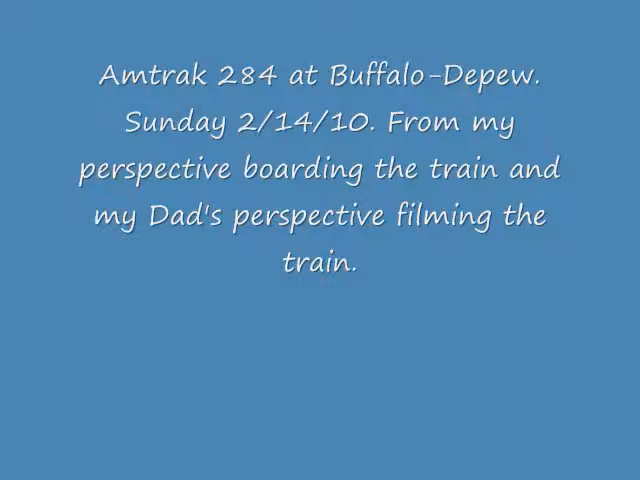 Amtrak 284 at Buffalo-Depew.
Sunday 2/14/10. From my
perspective boarding the train and
my Dad's perspective filming the
train.